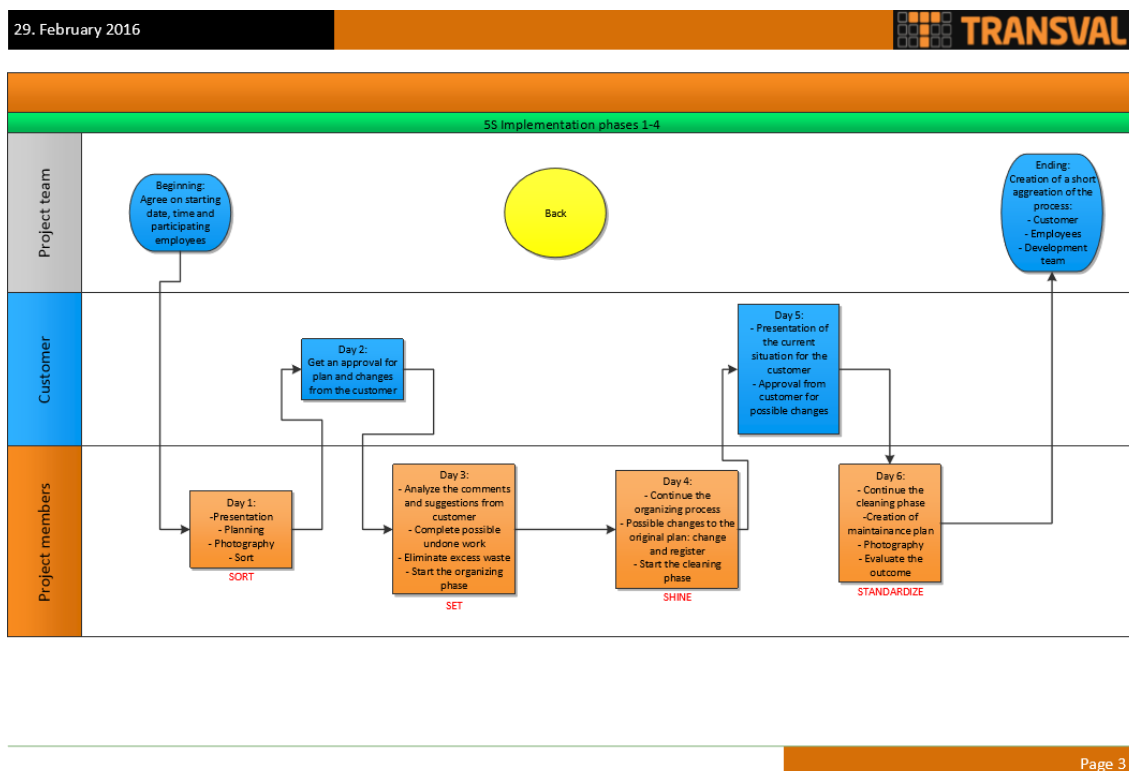 29. February 2016
TRANSVAL
5S Implementation phases 1-4
Project team
Beginning:
Agree on starting
date, time and
participating
employees
Back
Ending:
Creation of a short
aggreation of the
process:
- Customer
- Employees
- Development
team
Customer
Day 2:
Get an approval for
plan and changes
from the customer
Day 5:
- Presentation of
the current
situation for the
customer
- Approval from
customer for
possible changes
Project members
Day 1:
-Presentation
- Planning
- Photography
- Sort
SORT
Day 3:
- Analyze the comments
and suggestions from
customer
- Complete possible
undone work
- Eliminate excess waste
- Start the organizing
phase
SET
Day 4:
- Continue the
organizing process
- Possible changes to the
original plan: change
and register
- Start the cleaning
phase
SHINE
Day 6:
- Continue the
cleaning phase
-Creation of
maintainance plan
- Photography
- Evaluate the
outcome
STANDARDIZE
Page 3